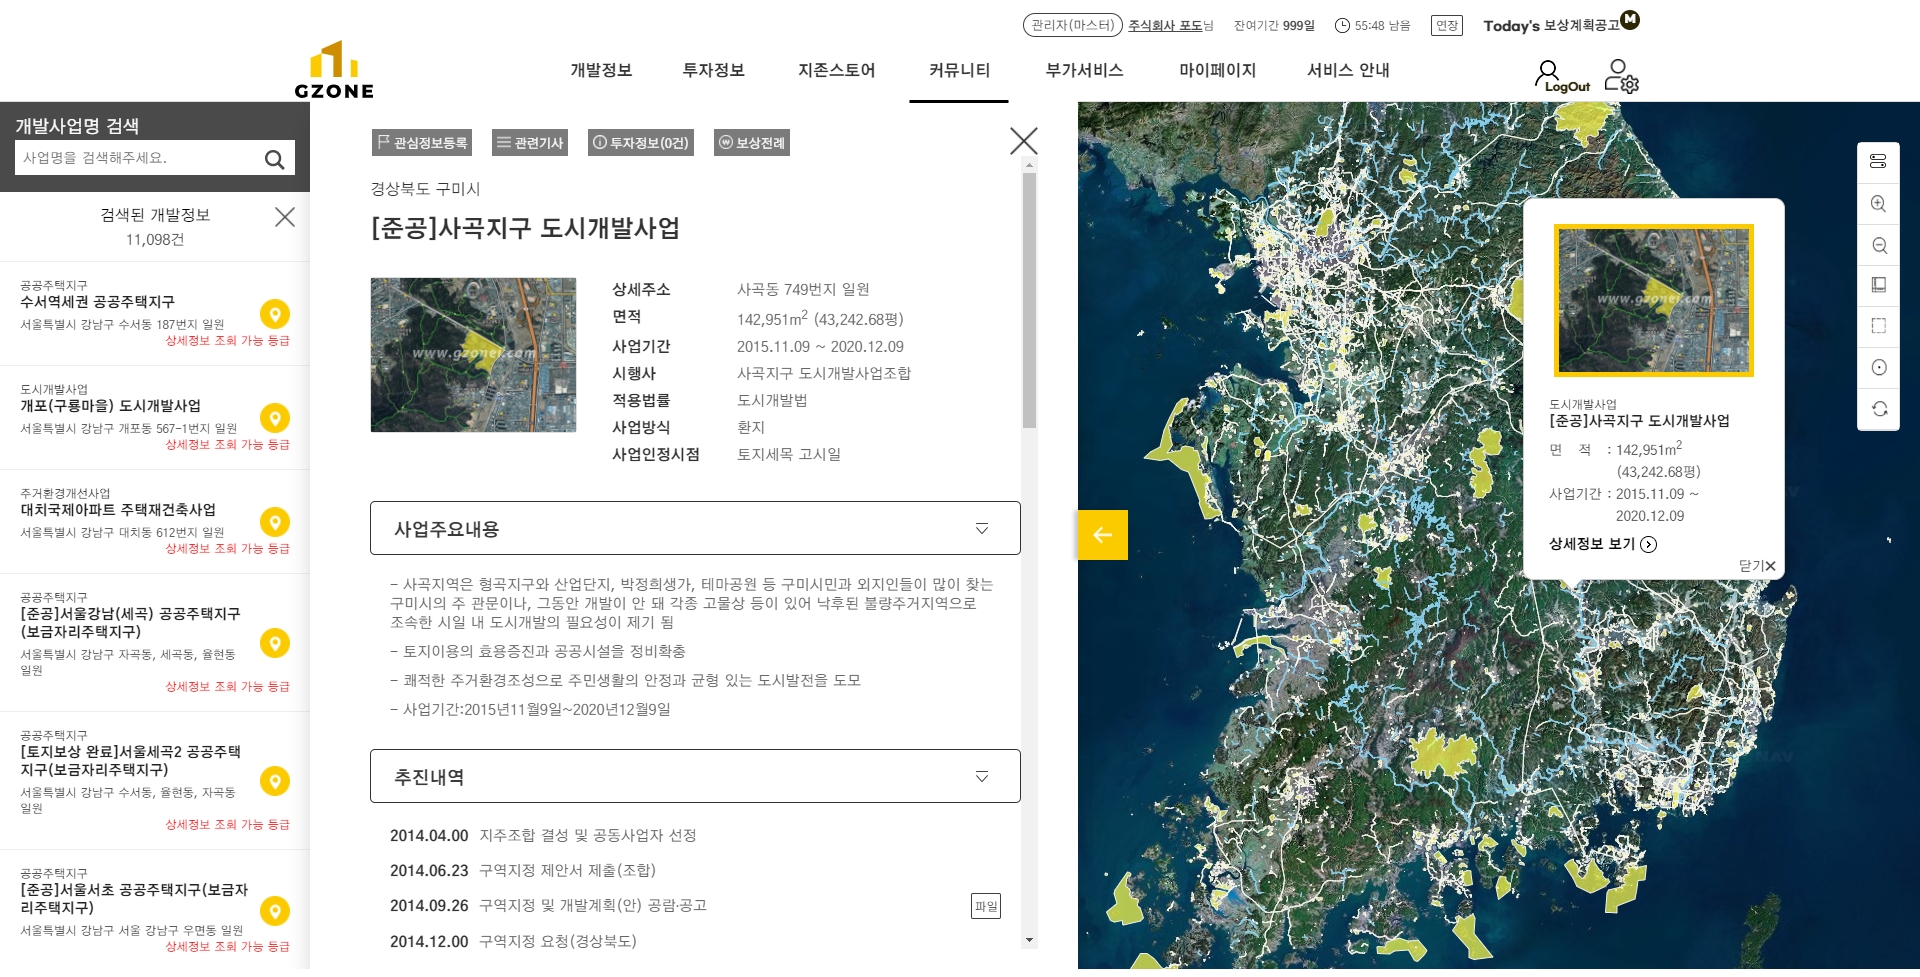 관리자(마스터) 주식회사 포도님 잔여기간 999일 55:48 남음 연장 Today's 보상계획공고 M
GZONE
개발정보 투자정보 지존스토어 커뮤니티 부가서비스 마이페이지 서비스 안내
LogOut
개발사업명 검색
사업명을 검색해주세요.
검색된 개발정보
11,098건
공공주택지구
수서역세권 공공주택지구
서울특별시 강남구 수서동 187번지 일원
상세정보 조회 가능 등급
도시개발사업
개포(구룡마을) 도시개발사업
서울특별시 강남구 개포동 567-1번지 일원
상세정보 조회 가능 등급
주거환경개선사업
대치국제아파트 주택재건축사업
서울특별시 강남구 대치동 612번지 일원
상세정보 조회 가능 등급
공공주택지구
[준공]서울강남(세곡) 공공주택지구
(보금자리주택지구)
서울특별시 강남구 자곡동, 세곡동, 율현동
일원
상세정보 조회 가능 등급
공공주택지구
[토지보상 완료]서울세곡2 공공주택
지구(보금자리주택지구)
서울특별시 강남구 수서동, 율현동, 자곡동
일원
상세정보 조회 가능 등급
공공주택지구
[준공]서울서초 공공주택지구(보금자
리주택지구)
서울특별시 강남구 서울 강남구 우면동 일원
상세정보 조회 가능 등급
관심정보등록 관련기사 투자정보(0건) 보상전례
경상북도 구미시
[준공]사곡지구 도시개발사업
www.gzonei.com
상세주소 사곡동 749번지 일원
면적 142,951m² (43,242.68평)
사업기간 2015.11.09 ~ 2020.12.09
시행사 사곡지구 도시개발사업조합
적용법률 도시개발법
사업방식 환지
사업인정시점 토지세목 고시일
사업주요내용
- 사곡지역은 형곡지구와 산업단지, 박정희생가, 테마공원 등 구미시민과 외지인들이 많이 찾는
구미시의 주 관문이나, 그동안 개발이 안 돼 각종 고물상 등이 있어 낙후된 불량주거지역으로
조속한 시일 내 도시개발의 필요성이 제기 됨
- 토지이용의 효용증진과 공공시설을 정비확충
- 쾌적한 주거환경조성으로 주민생활의 안정과 균형 있는 도시발전을 도모
- 사업기간:2015년11월9일~2020년12월9일
추진내역
2014.04.00 지주조합 결성 및 공동사업자 선정
2014.06.23 구역지정 제안서 제출(조합)
2014.09.26 구역지정 및 개발계획(안) 공람·공고 파일
2014.12.00 구역지정 요청(경상북도)
www.gzonei.com
도시개발사업
[준공]사곡지구 도시개발사업
면 적 : 142,951m²
(43,242.68평)
사업기간 : 2015.11.09 ~
2020.12.09
상세정보 보기
닫기